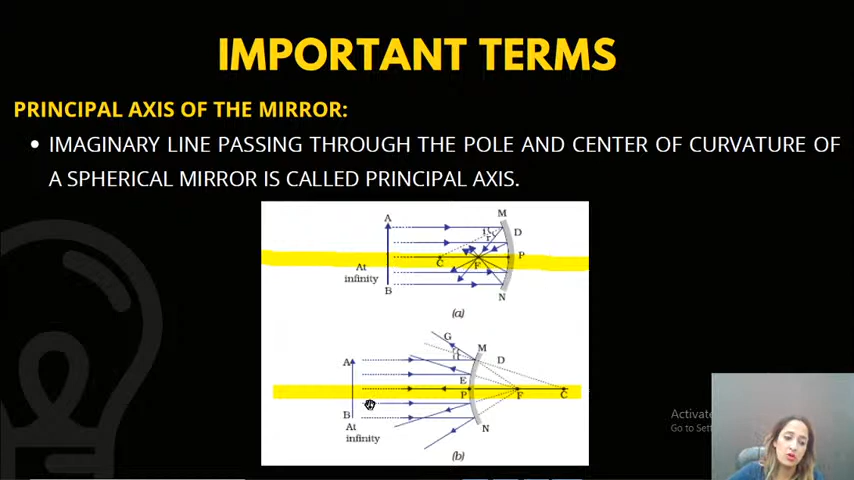 IMPORTANT TERMS
PRINCIPAL AXIS OF THE MIRROR:
• IMAGINARY LINE PASSING THROUGH THE POLE AND CENTER OF CURVATURE OF
A SPHERICAL MIRROR IS CALLED PRINCIPAL AXIS.
A
M
D
i
r
C
F
P
At
infinity
B
N
(a)
G
M
D
A
E
P
F
C
B
N
At
infinity
(b)
Activate
Go to Set